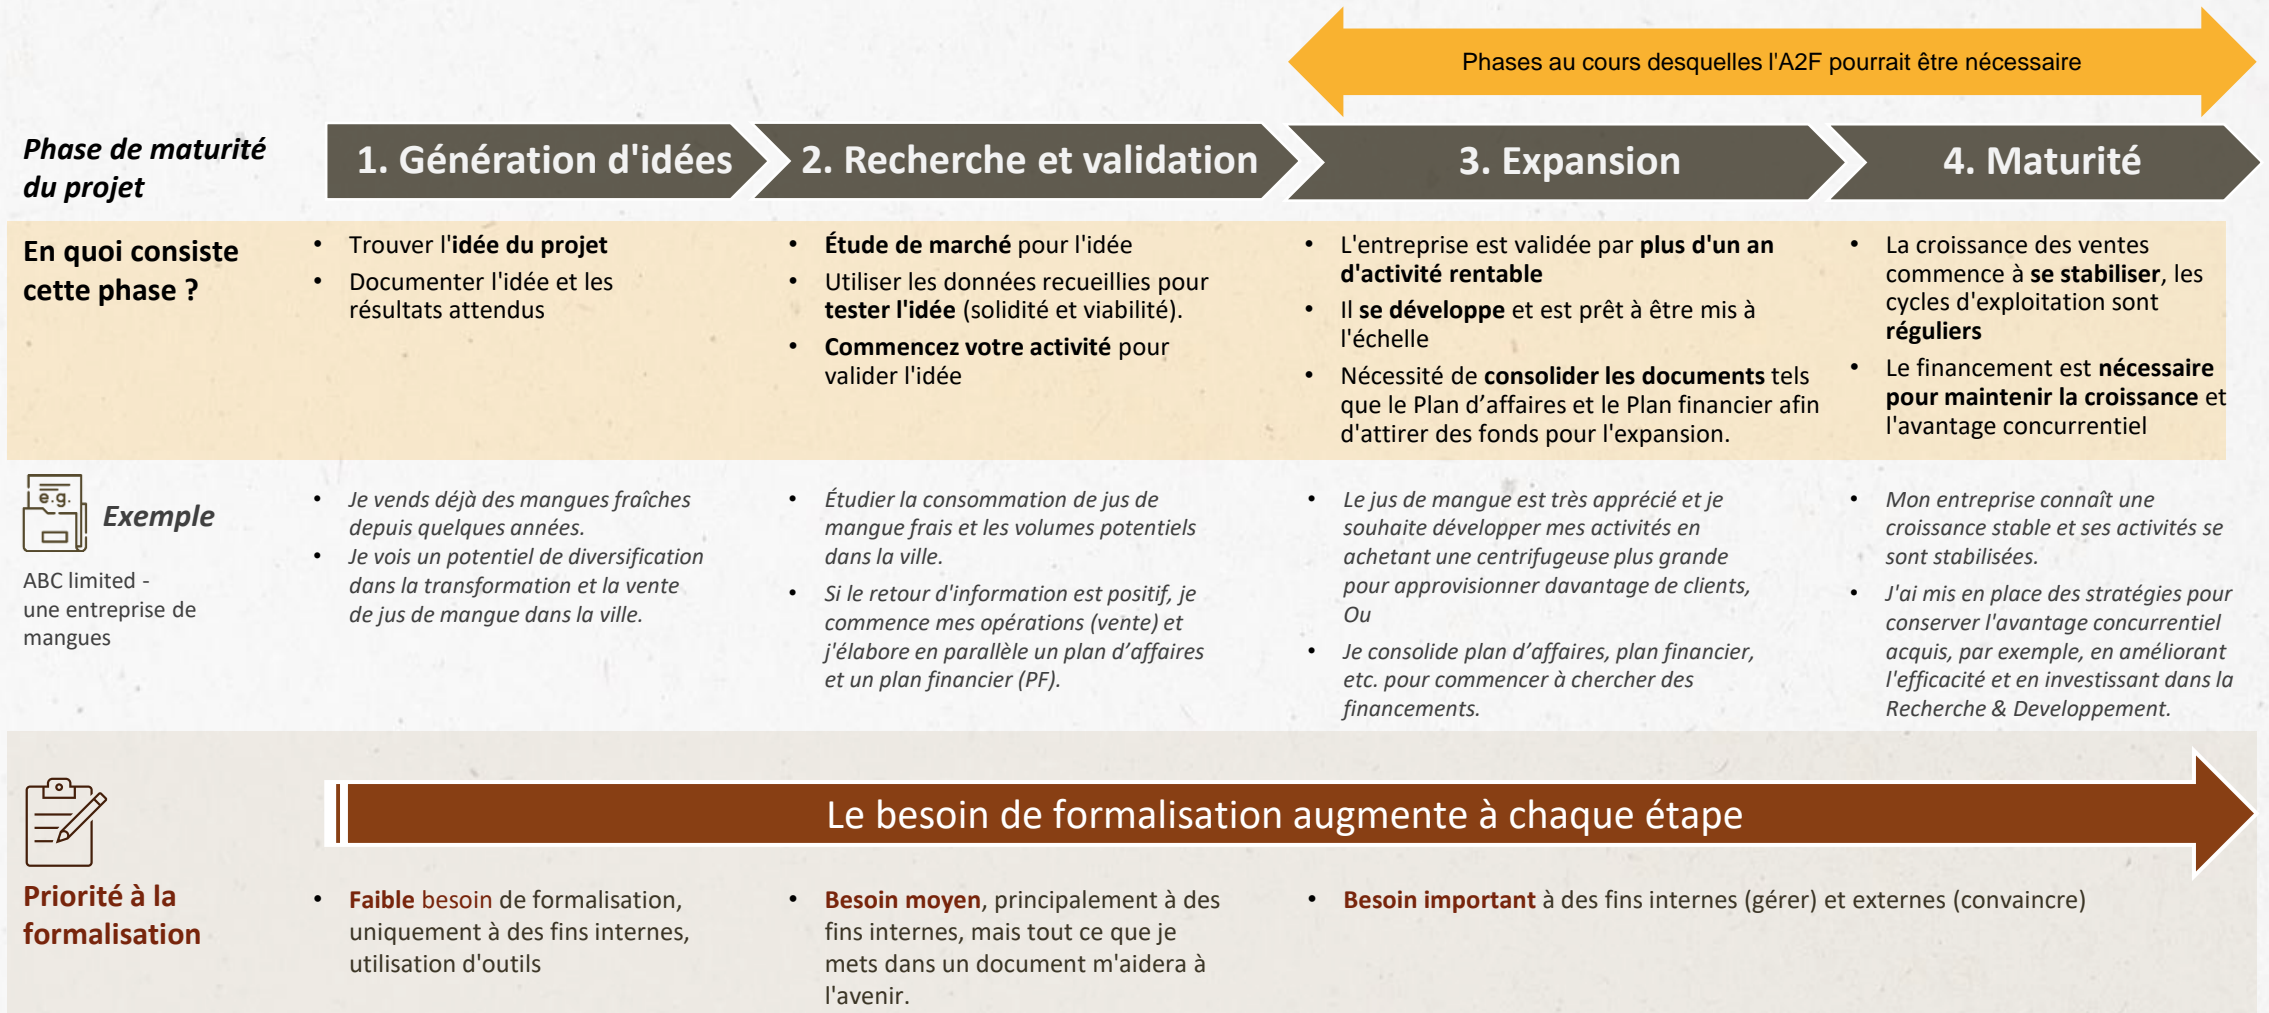 Phases au cours desquelles l'A2F pourrait être nécessaire
Phase de maturité
du projet
1. Génération d'idées
2. Recherche et validation
3. Expansion
4. Maturité
En quoi consiste
cette phase ?
• Trouver l'idée du projet
• Documenter l'idée et les
résultats attendus
• Étude de marché pour l'idée
• Utiliser les données recueillies pour
tester l'idée (solidité et viabilité).
• Commencez votre activité pour
valider l'idée
• L'entreprise est validée par plus d'un an
d'activité rentable
• Il se développe et est prêt à être mis à
l'échelle
• Nécessité de consolider les documents tels
que le Plan d’affaires et le Plan financier afin
d'attirer des fonds pour l'expansion.
• La croissance des ventes
commence à se stabiliser, les
cycles d'exploitation sont
réguliers
• Le financement est nécessaire
pour maintenir la croissance et
l'avantage concurrentiel
e.g.
Exemple
ABC limited -
une entreprise de
mangues
• Je vends déjà des mangues fraîches
depuis quelques années.
• Je vois un potentiel de diversification
dans la transformation et la vente
de jus de mangue dans la ville.
• Étudier la consommation de jus de
mangue frais et les volumes potentiels
dans la ville.
• Si le retour d'information est positif, je
commence mes opérations (vente) et
j'élabore en parallèle un plan d’affaires
et un plan financier (PF).
• Le jus de mangue est très apprécié et je
souhaite développer mes activités en
achetant une centrifugeuse plus grande
pour approvisionner davantage de clients,
Ou
• Je consolide plan d’affaires, plan financier,
etc. pour commencer à chercher des
financements.
• Mon entreprise connaît une
croissance stable et ses activités se
sont stabilisées.
• J'ai mis en place des stratégies pour
conserver l'avantage concurrentiel
acquis, par exemple, en améliorant
l'efficacité et en investissant dans la
Recherche & Developpement.
Le besoin de formalisation augmente à chaque étape
Priorité à la
formalisation
• Faible besoin de formalisation,
uniquement à des fins internes,
utilisation d'outils
• Besoin moyen, principalement à des
fins internes, mais tout ce que je
mets dans un document m'aidera à
l'avenir.
• Besoin important à des fins internes (gérer) et externes (convaincre)